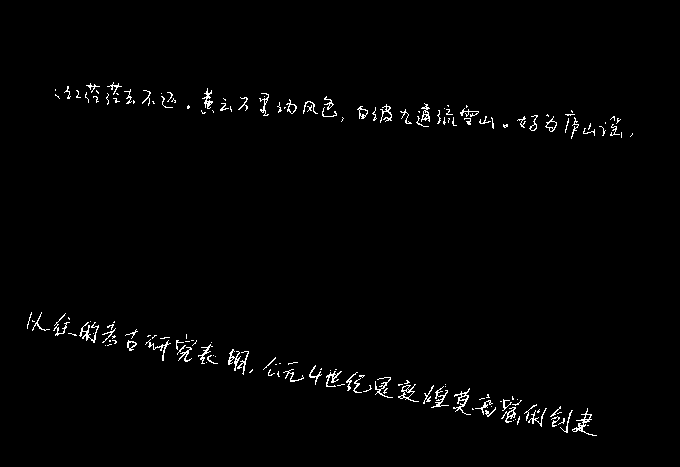 江茫茫去不还。黄云万里动风色，白波九道流雪山。好为庐山谣，
以往的考古研究表明，公元4世纪是敦煌莫高窟的创建